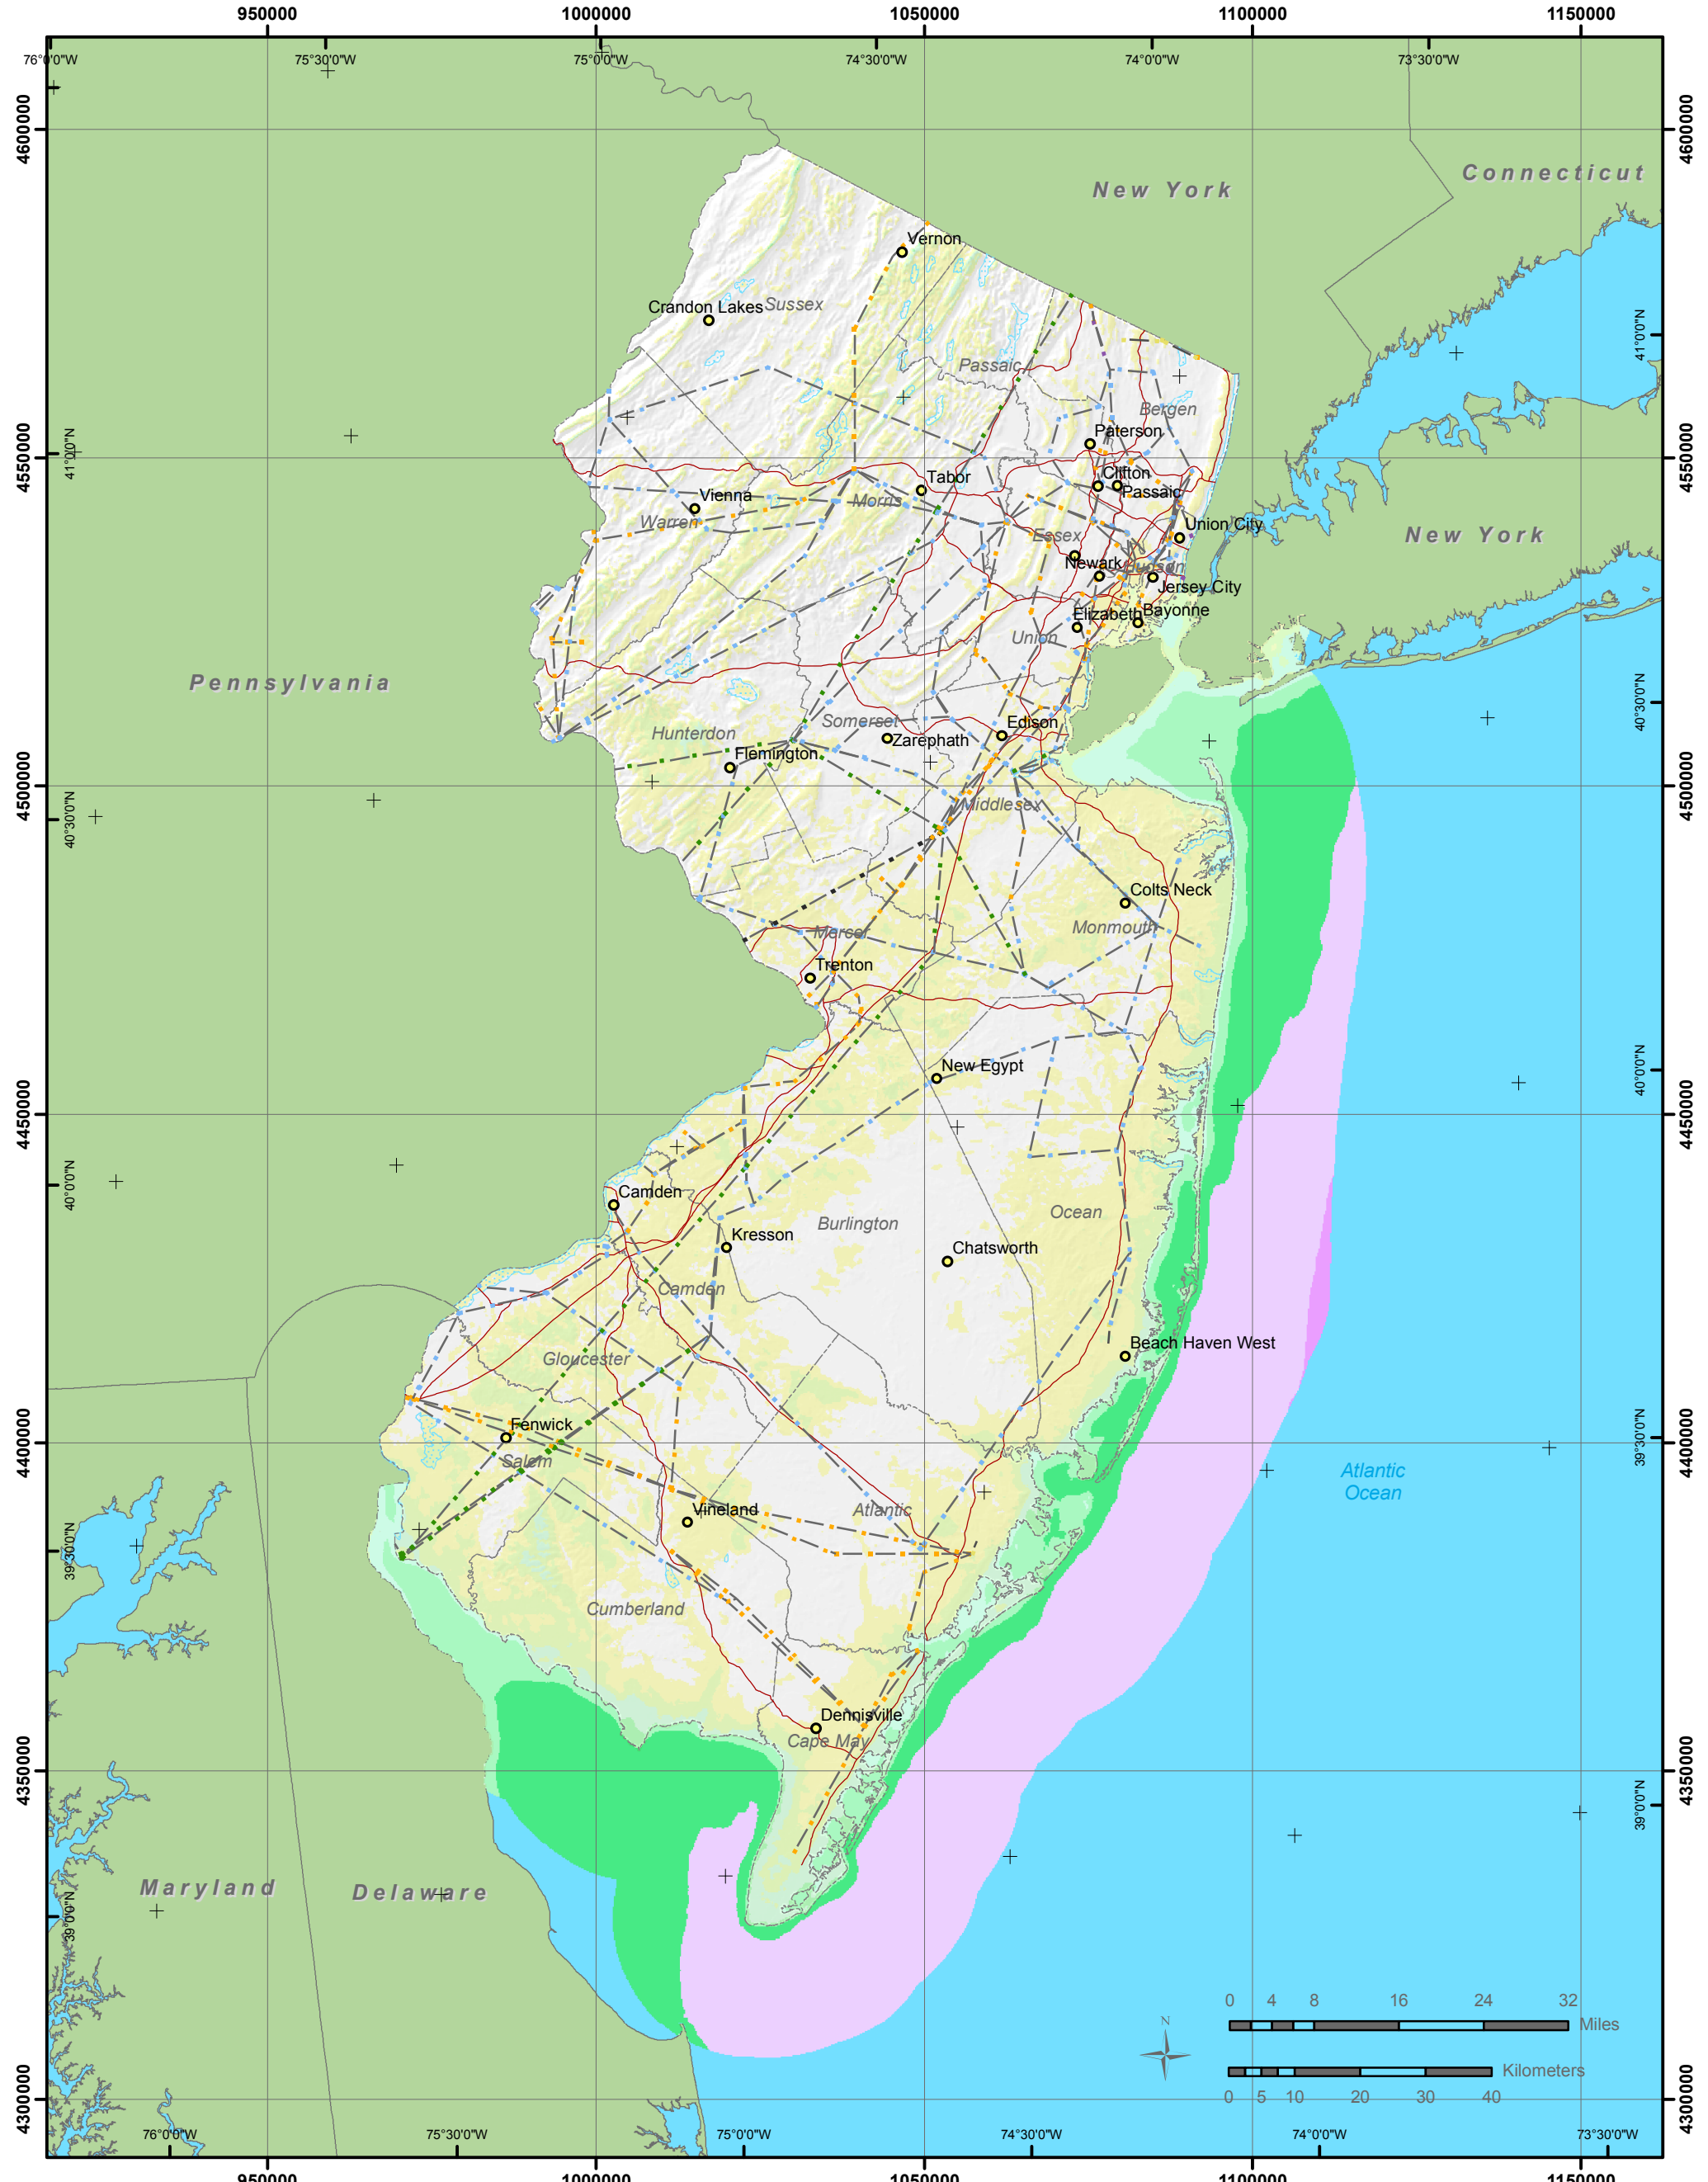 950000 1000000 1050000 1100000 1150000
76°0'0"W 75°30'0"W 75°0'0"W 74°30'0"W 74°0'0"W 73°30'0"W
4600000 4600000
Connecticut
New York
Vernon
Crandon Lakes
Sussex
41°0'0"N
Passaic
Bergen
Paterson
4550000 41°0'0"N 4550000
Clifton
Tabor
Passaic
Vienna
Morris
Warren
Union City
Essex
New York
Newark
Hudson
Jersey City
Elizabeth
Bayonne
Union
Pennsylvania
40°30'0"N
Somerset
Edison
Hunterdon
Zarephath
Flemington
4500000 4500000
40°30'0"N
Middlesex
Colts Neck
Monmouth
Mercer
Trenton
New Egypt
40°0'0"N
4450000 4450000
40°0'0"N
Camden
Burlington
Ocean
Kresson
Chatsworth
Camden
Beach Haven West
Gloucester
Fenwick
4400000 39°30'0"N 4400000
Salem
Atlantic
Ocean
Vineland
Atlantic
39°30'0"N
Cumberland
Dennisville
Cape May
4350000 4350000
39°0'0"N
Maryland
Delaware
39°0'0"N
0 4 8 16 24 32
N
Miles
Kilometers
0 5 10 20 30 40
4300000 4300000
76°0'0"W 75°30'0"W 75°0'0"W 74°30'0"W 74°0'0"W 73°30'0"W
950000 1000000 1050000 1100000 1150000